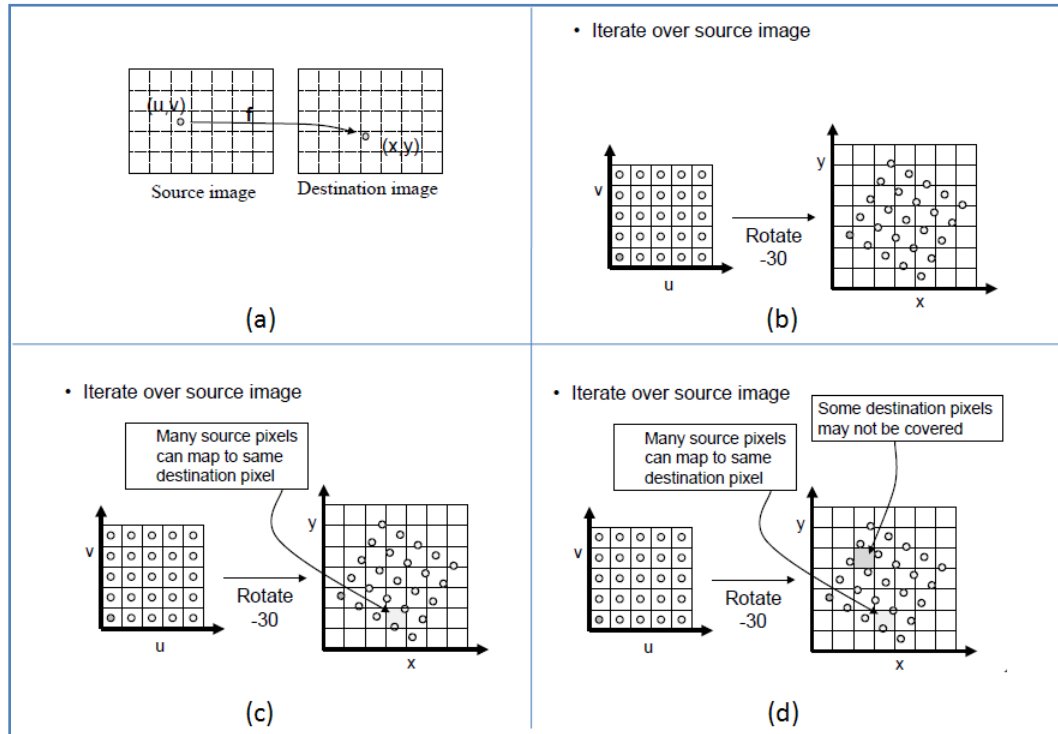 (u,v)
f
(x,y)
Source image
Destination image
(a)
• Iterate over source image
v
u
Rotate
-30
y
x
(b)
• Iterate over source image
Many source pixels
can map to same
destination pixel
v
u
Rotate
-30
y
x
(c)
• Iterate over source image
Some destination pixels
may not be covered
Many source pixels
can map to same
destination pixel
v
u
Rotate
-30
y
x
(d)